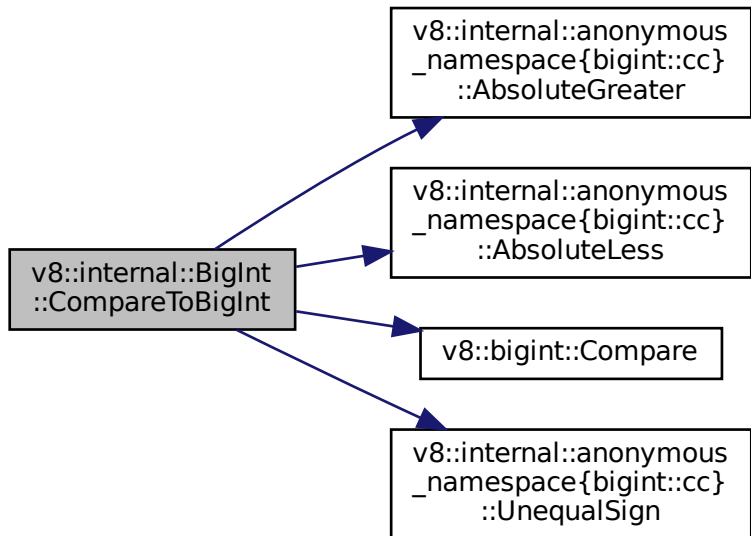 v8::internal::anonymous
_namespace{bigint::cc}
::AbsoluteGreater
v8::internal::anonymous
_namespace{bigint::cc}
::AbsoluteLess
v8::internal::BigInt
::CompareToBigInt
v8::bigint::Compare
v8::internal::anonymous
_namespace{bigint::cc}
::UnequalSign